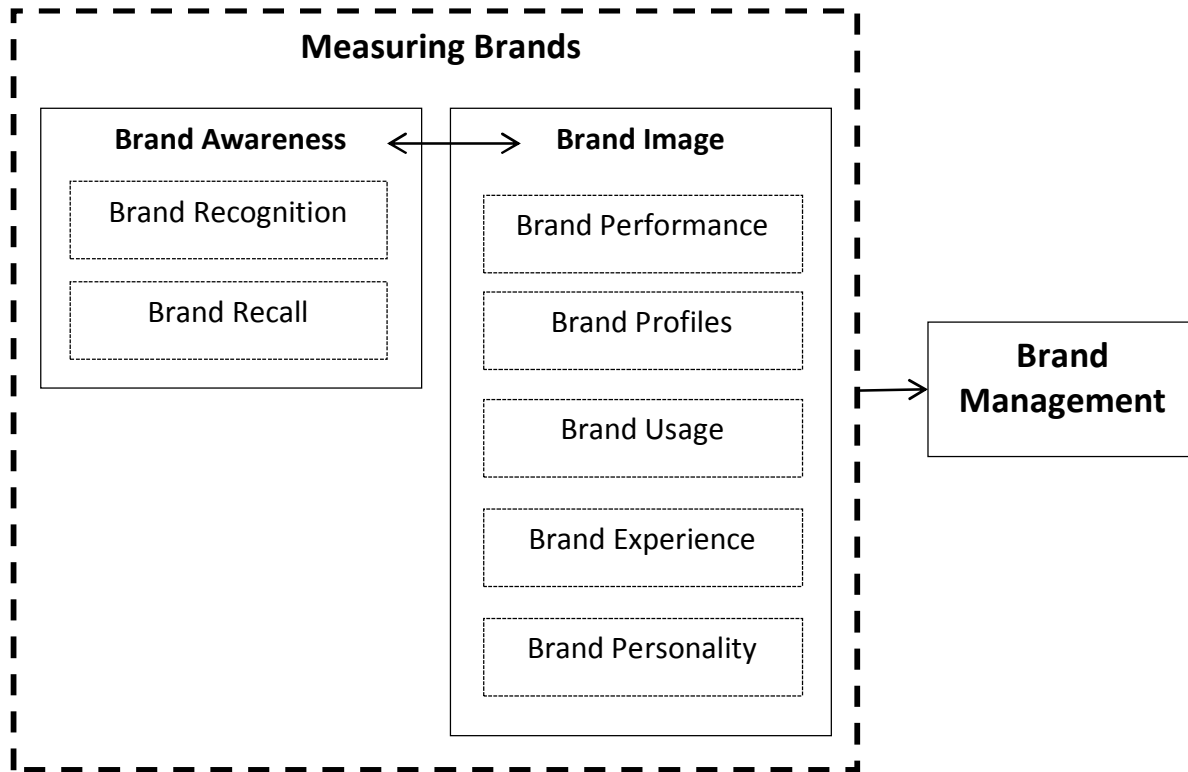 Measuring Brands
Brand Awareness
Brand Recognition
Brand Recall
Brand Image
Brand Performance
Brand Profiles
Brand Usage
Brand Experience
Brand Personality
Brand
Management